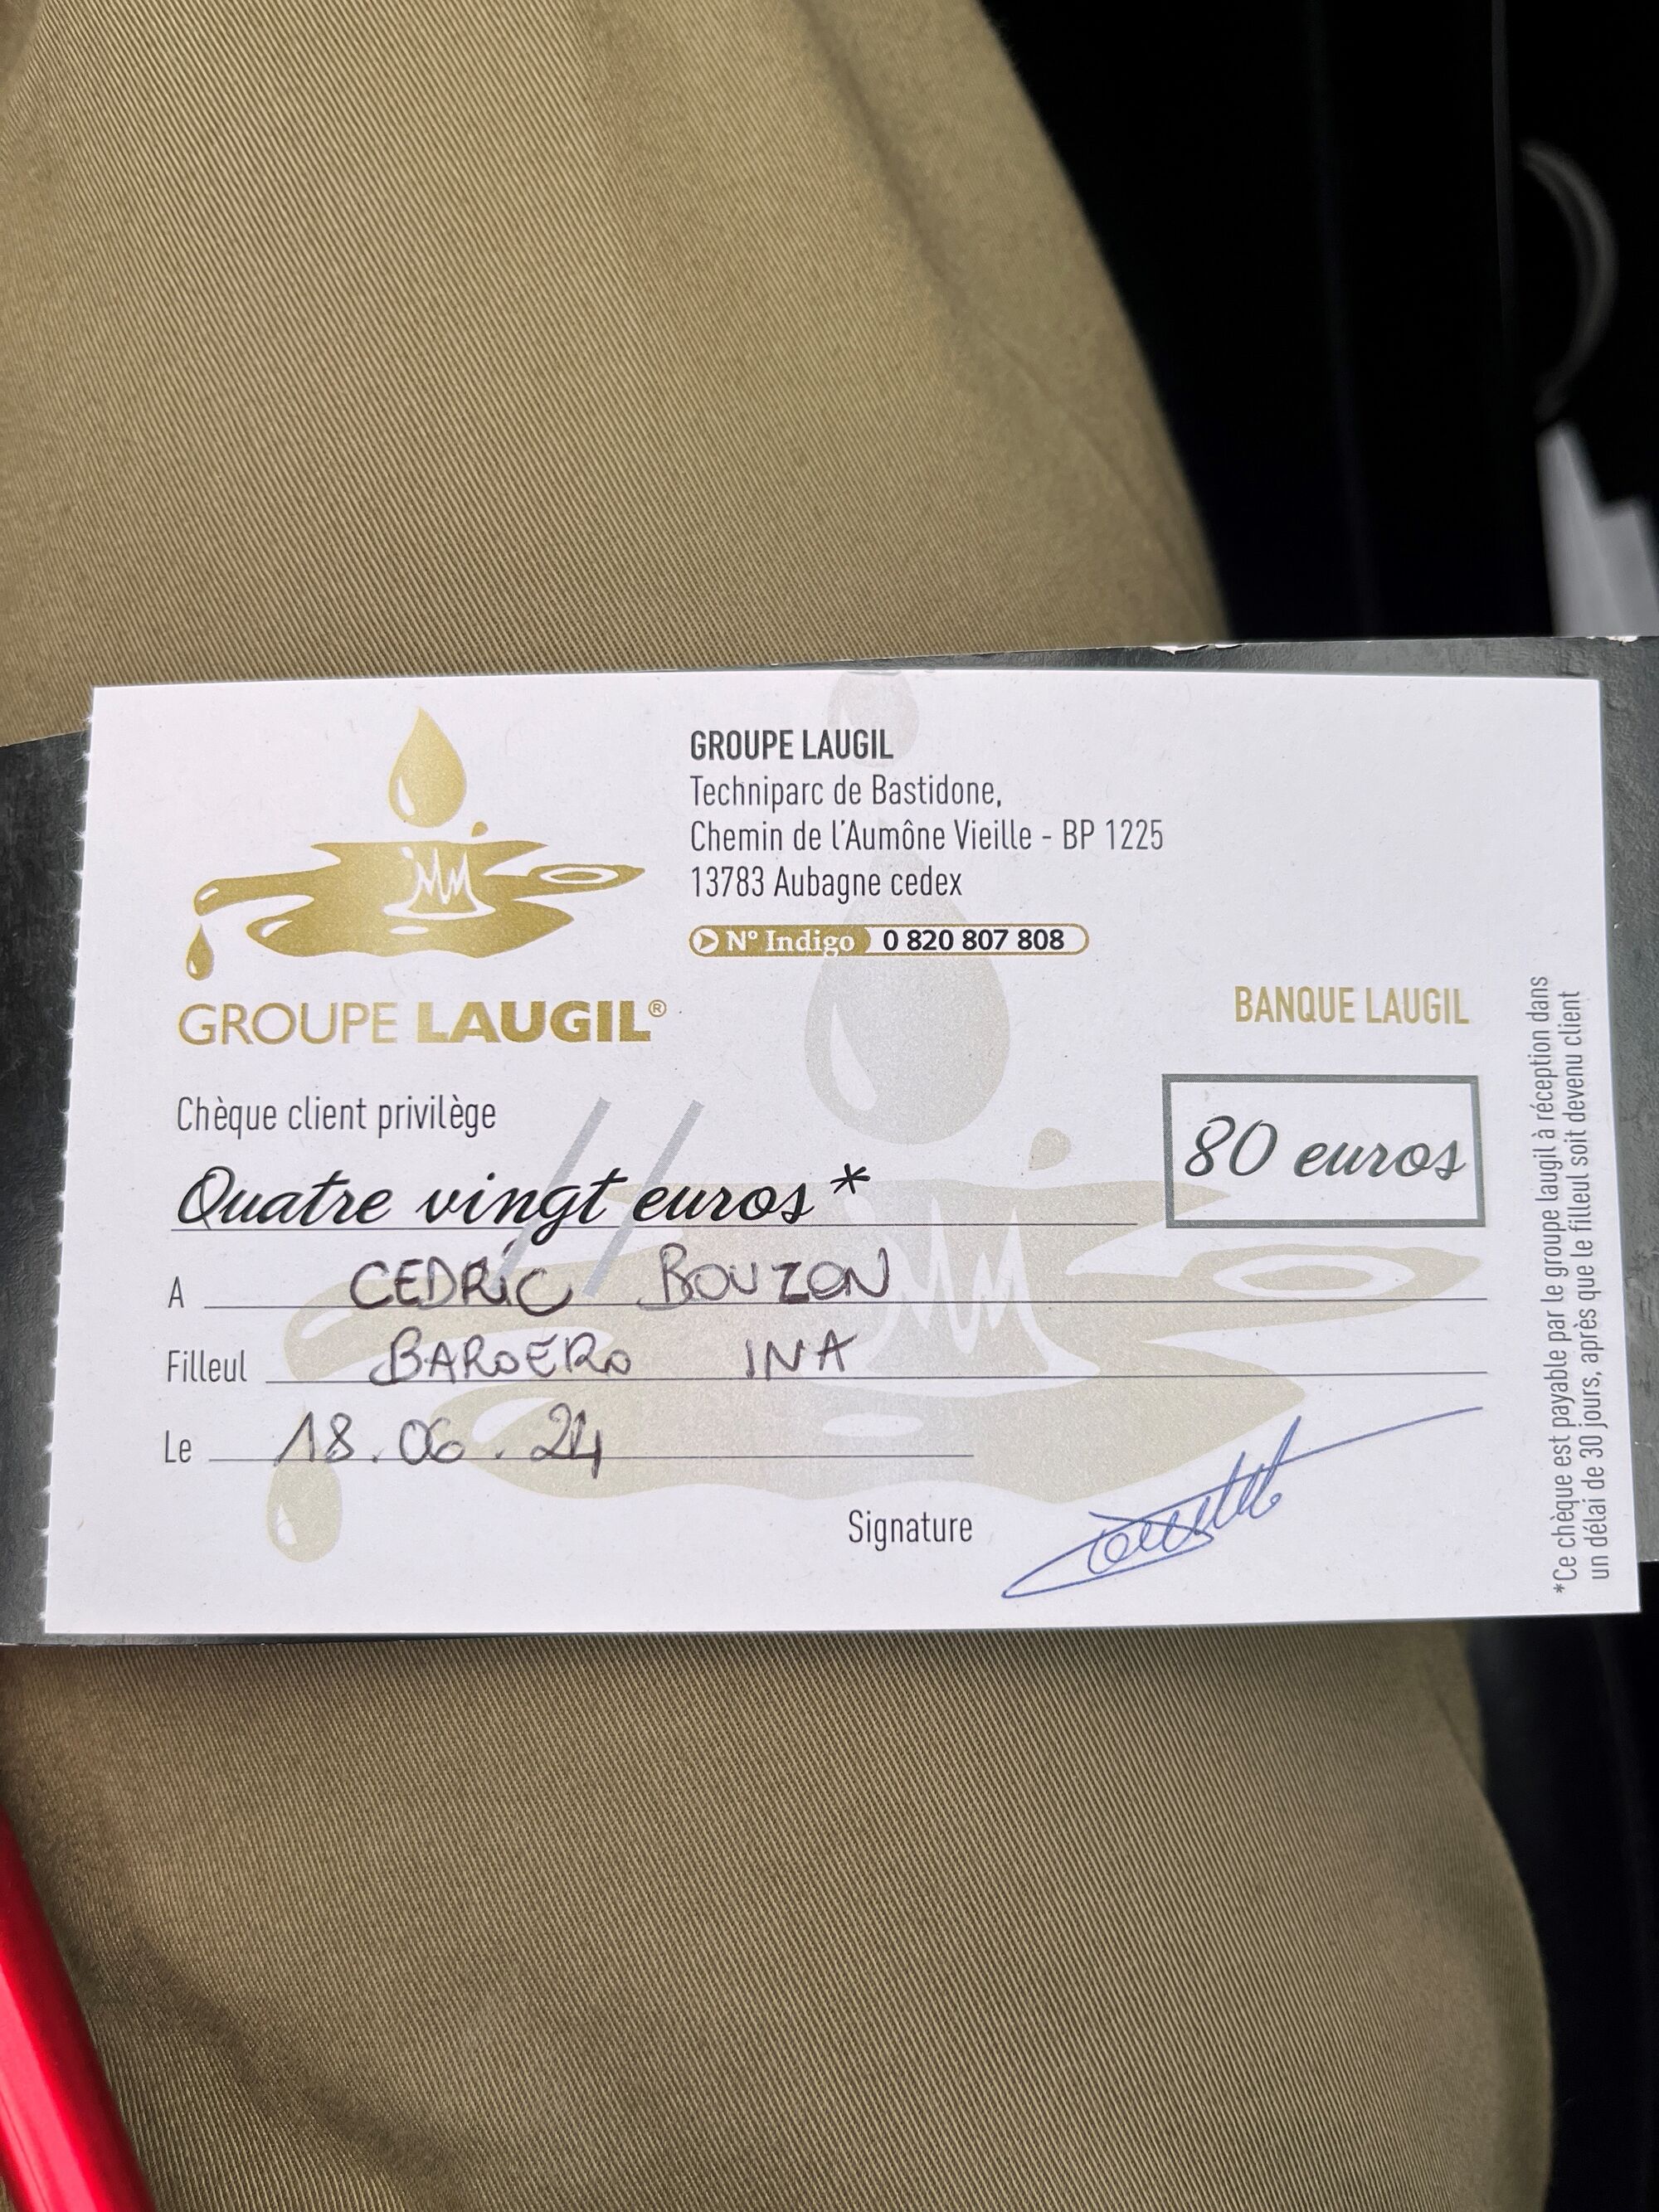 GROUPE LAUGIL
Techniparc de Bastidone,
Chemin de l'Aumône Vieille - BP 1225
13783 Aubagne cedex
N° Indigo 0 820 807 808
GROUPE LAUGIL®
BANQUE LAUGIL
Chèque client privilège
80 euros
Quatre vingt euros*
A CEDRIC BOUZON
Filleul BAROERO INA
Le 18.06.24
Signature
*Ce chèque est payable par le groupe laugil à réception dans
un délai de 30 jours, après que le filleul soit devenu client